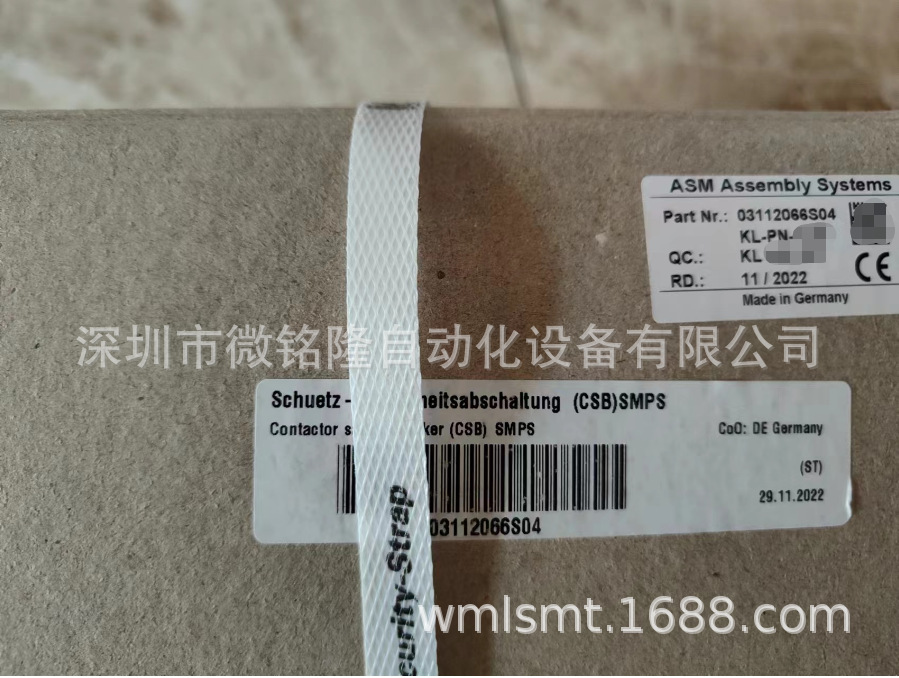 ASM Assembly Systems
Part Nr.: 03112066S04
KL-PN-
QC.: KL
RD.: 11 / 2022
Made in Germany
CE
深圳市微铭隆自动化设备有限公司
Schuetz - heitsabschaltung (CSB)SMPS
Contactor s ker (CSB) SMPS
CoO: DE Germany
(ST)
29.11.2022
03112066S04
curity-Strap
wmlsmt.1688.com